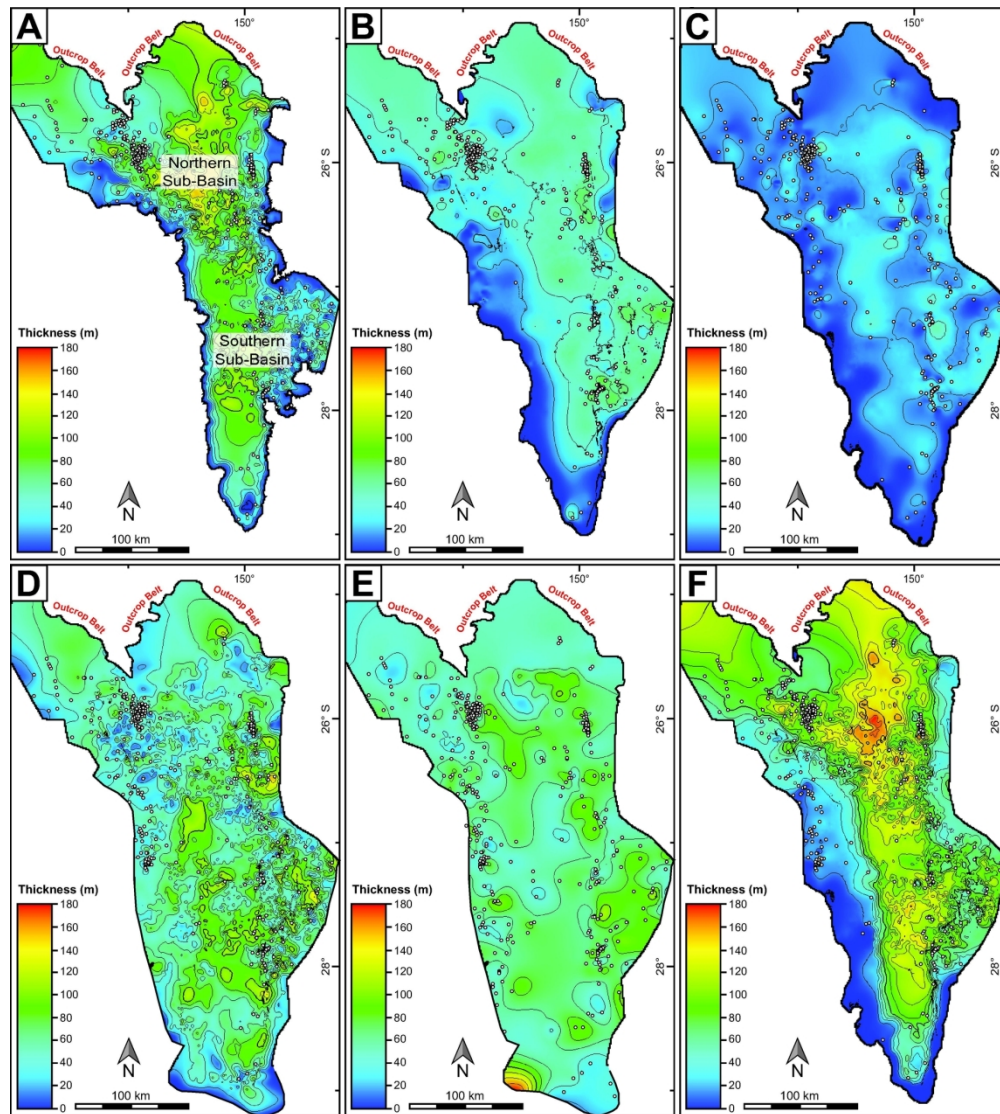 A
150°
Outcrop Belt
Outcrop Belt
Outcrop Belt
Northern
Sub-Basin
26° S
Southern
Sub-Basin
28°
Thickness (m)
180
160
140
120
100
80
60
40
20
0
N
100 km
B
150°
Outcrop Belt
Outcrop Belt
Outcrop Belt
26° S
28°
Thickness (m)
180
160
140
120
100
80
60
40
20
0
N
100 km
C
150°
Outcrop Belt
Outcrop Belt
Outcrop Belt
26° S
28°
Thickness (m)
180
160
140
120
100
80
60
40
20
0
N
100 km
D
150°
Outcrop Belt
Outcrop Belt
Outcrop Belt
26° S
28°
Thickness (m)
180
160
140
120
100
80
60
40
20
0
N
100 km
E
150°
Outcrop Belt
Outcrop Belt
Outcrop Belt
26° S
28°
Thickness (m)
180
160
140
120
100
80
60
40
20
0
N
100 km
F
150°
Outcrop Belt
Outcrop Belt
Outcrop Belt
26° S
28°
Thickness (m)
180
160
140
120
100
80
60
40
20
0
N
100 km